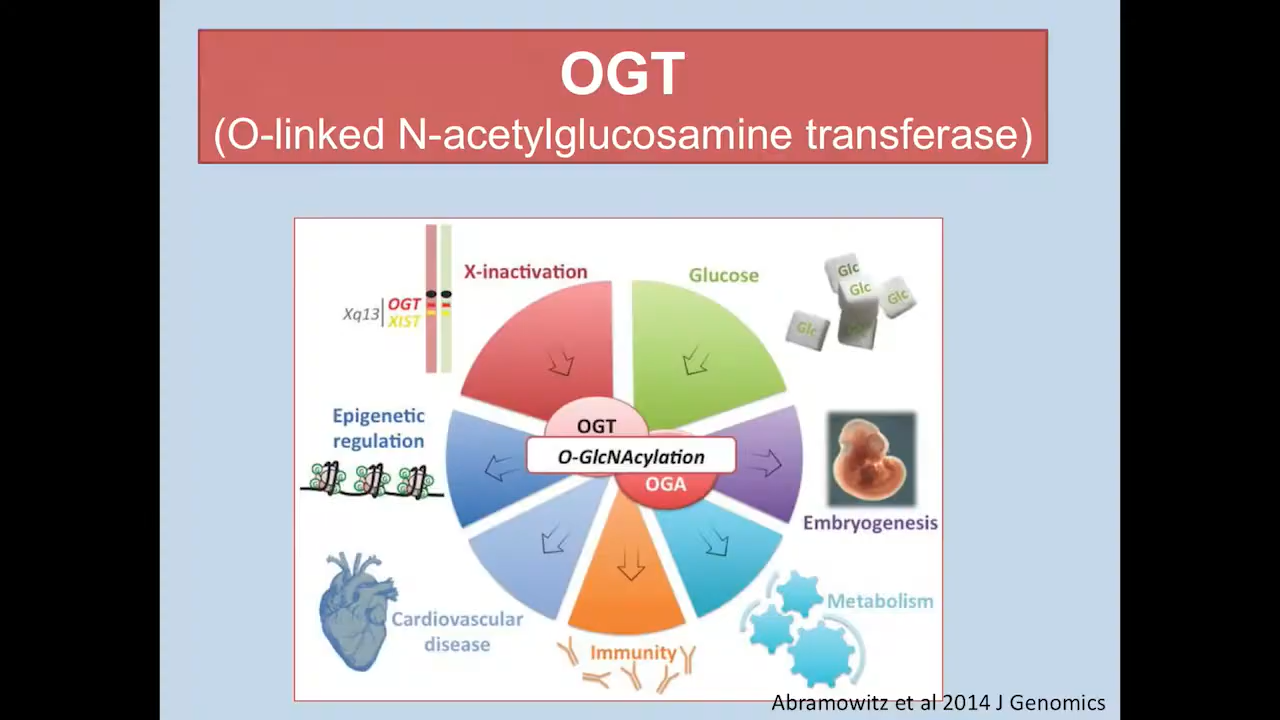 OGT
(O-linked N-acetylglucosamine transferase)
X-inactivation
Glucose
Glc
Glc
Glc
Glc
Xq13
OGT
XIST
Epigenetic
regulation
OGT
O-GlcNAcylation
OGA
Embryogenesis
Cardiovascular
disease
Immunity
Metabolism
Abramowitz et al 2014 J Genomics